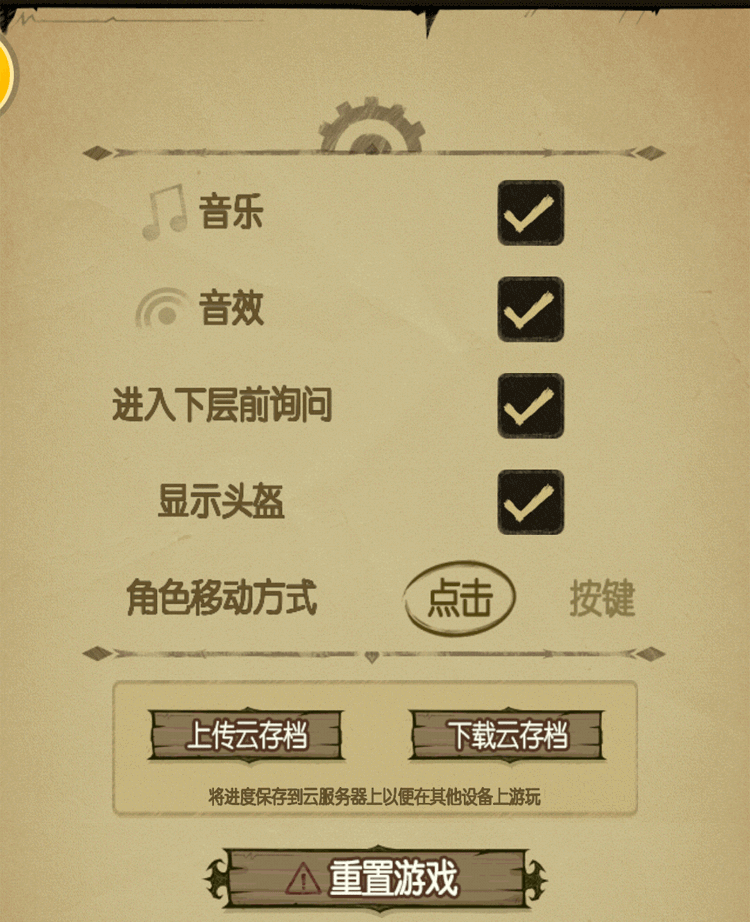 音乐
音效
进入下层前询问
显示头盔
角色移动方式 点击 按键
上传云存档 下载云存档
将进度保存到云服务器上以便在其他设备上游玩
重置游戏